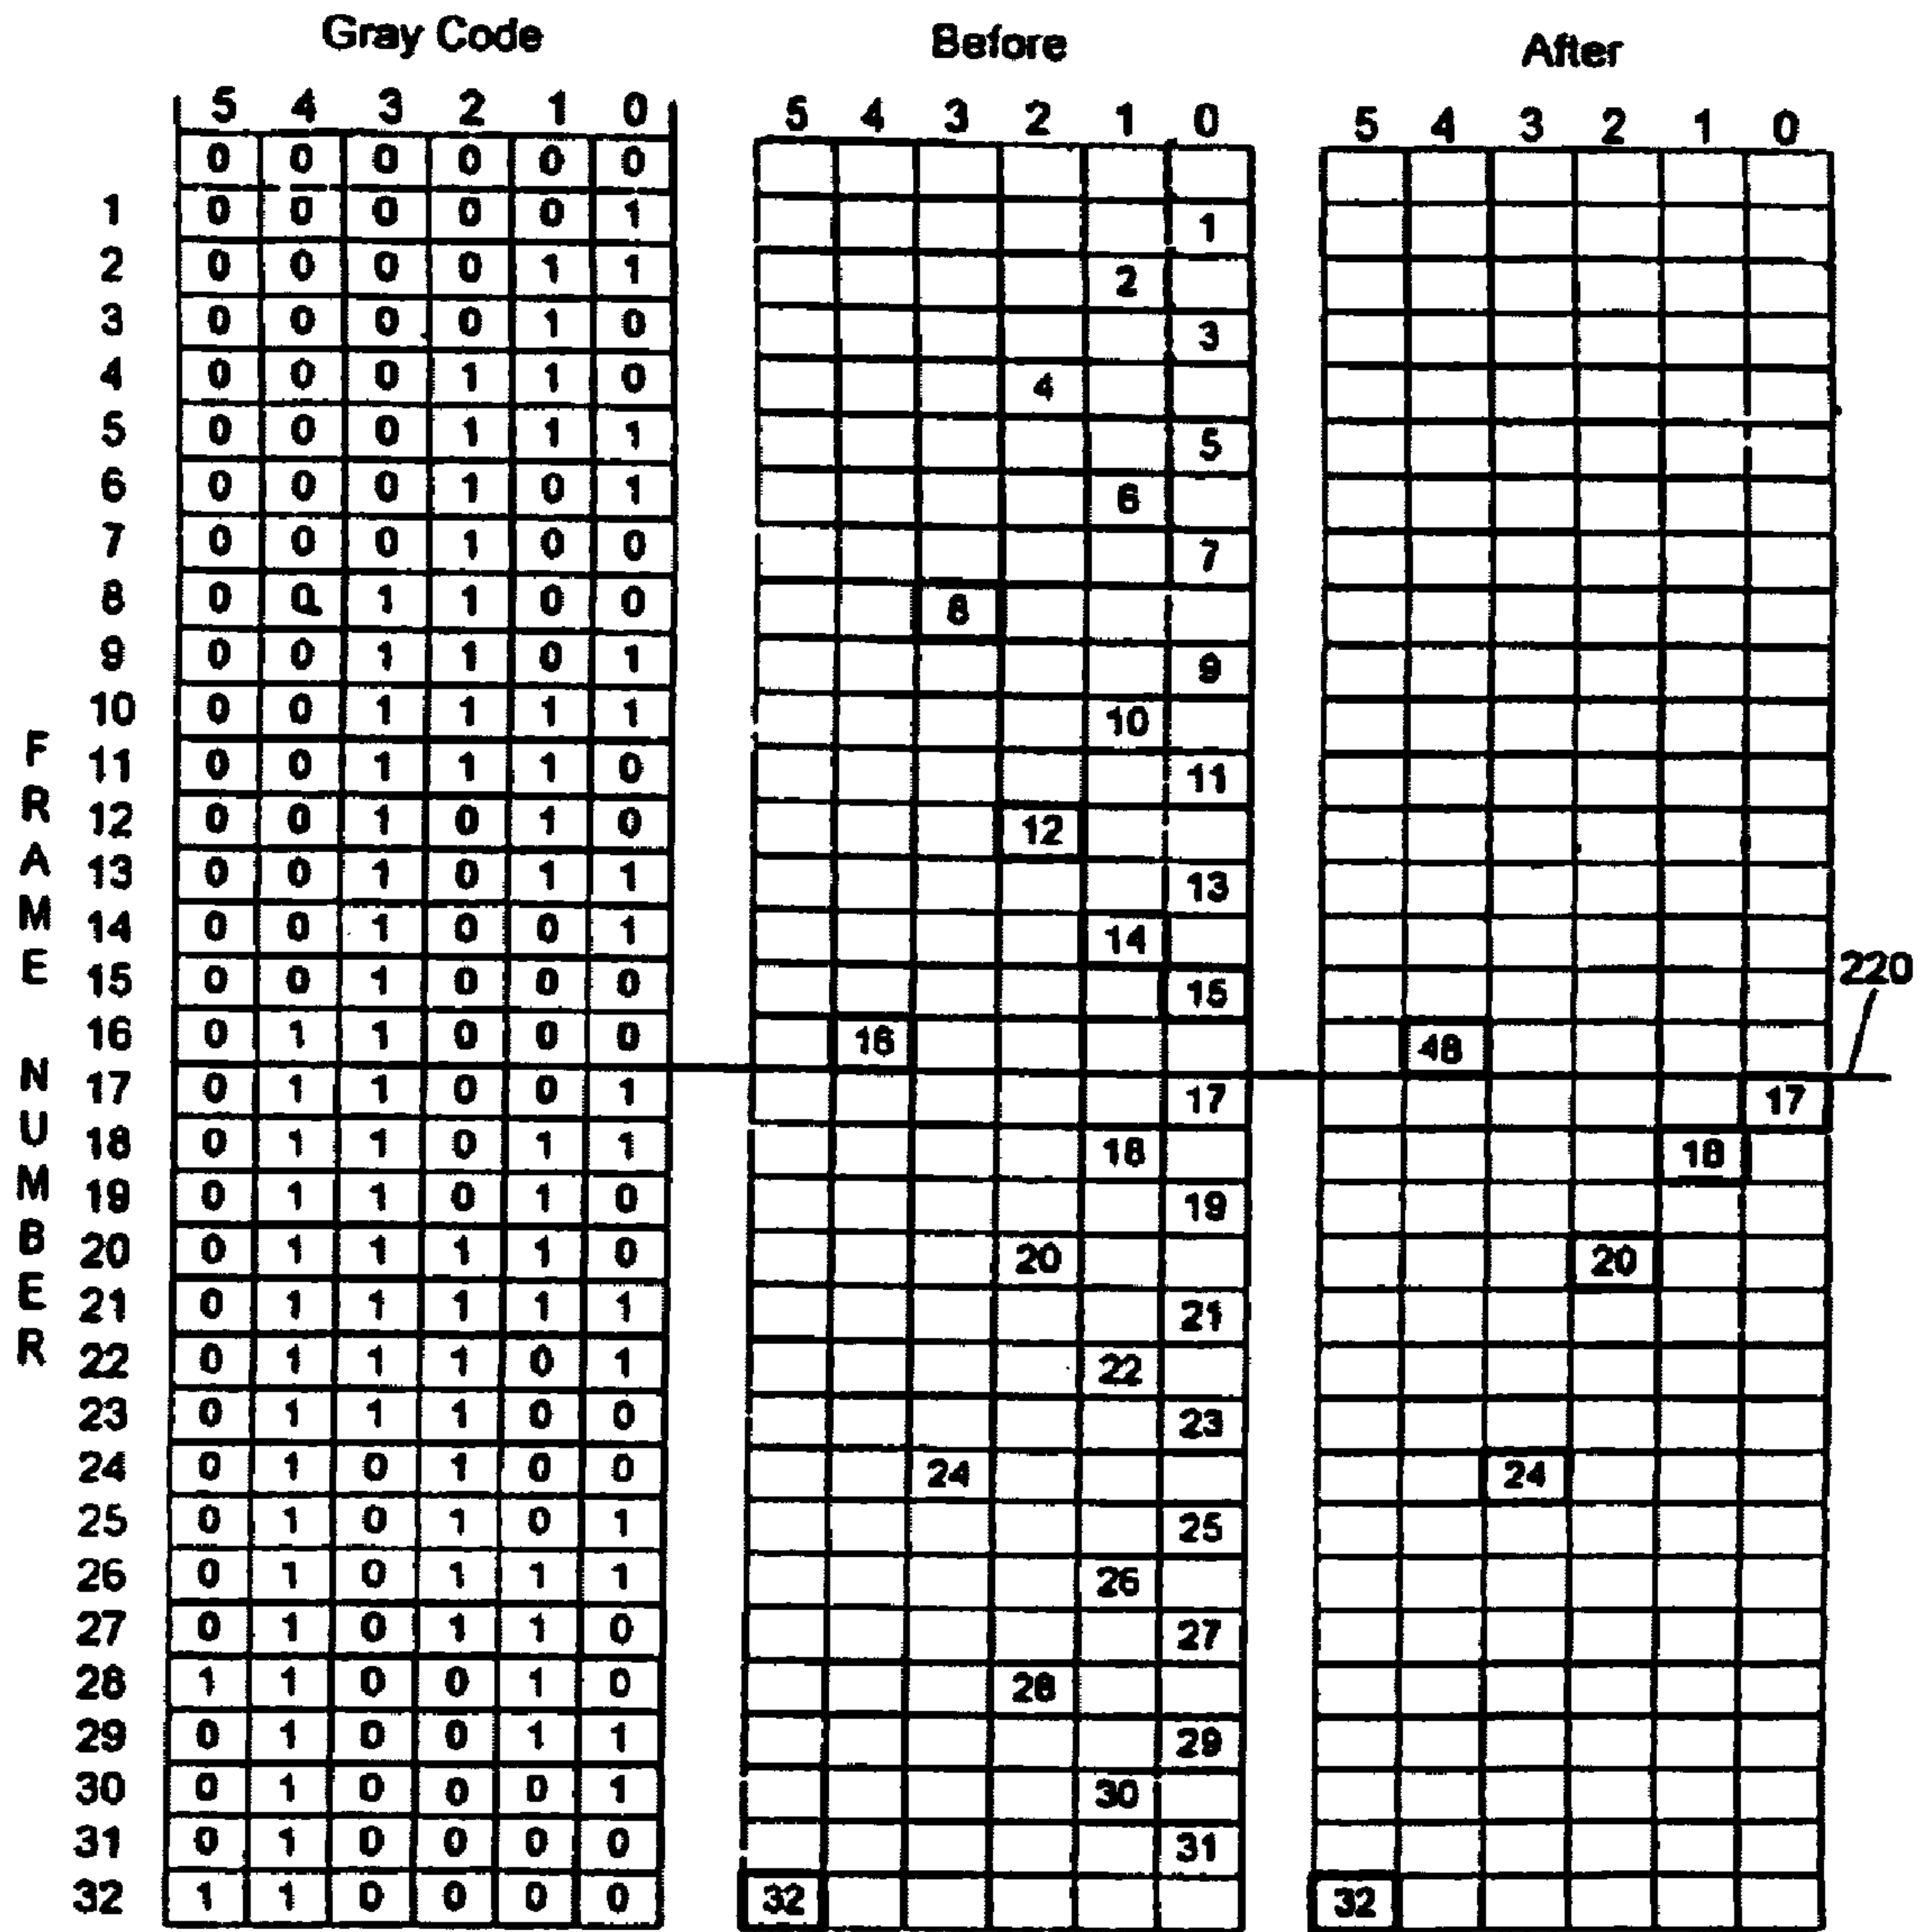 Gray Code Before After
5 4 3 2 1 0 5 4 3 2 1 0 5 4 3 2 1 0
0 0 0 0 0 0
1 0 0 0 0 0 1 1
2 0 0 0 0 1 1 2
3 0 0 0 0 1 0 3
4 0 0 0 1 1 0 4
5 0 0 0 1 1 1 5
6 0 0 0 1 0 1 6
7 0 0 0 1 0 0 7
8 0 0 1 1 0 0 8
9 0 0 1 1 0 1 9
10 0 0 1 1 1 1 10
11 0 0 1 1 1 0 11
12 0 0 1 0 1 0 12
13 0 0 1 0 1 1 13
14 0 0 1 0 0 1 14
15 0 0 1 0 0 0 15
220
16 0 1 1 0 0 0 16 48
17 0 1 1 0 0 1 17 17
18 0 1 1 0 1 1 18 18
19 0 1 1 0 1 0 19
20 0 1 1 1 1 0 20 20
21 0 1 1 1 1 1 21
22 0 1 1 1 0 1 22
23 0 1 1 1 0 0 23
24 0 1 0 1 0 0 24 24
25 0 1 0 1 0 1 25
26 0 1 0 1 1 1 26
27 0 1 0 1 1 0 27
28 1 1 0 0 1 0 28
29 0 1 0 0 1 1 29
30 0 1 0 0 0 1 30
31 0 1 0 0 0 0 31
32 1 1 0 0 0 0 32 32
FRAME NUMBER